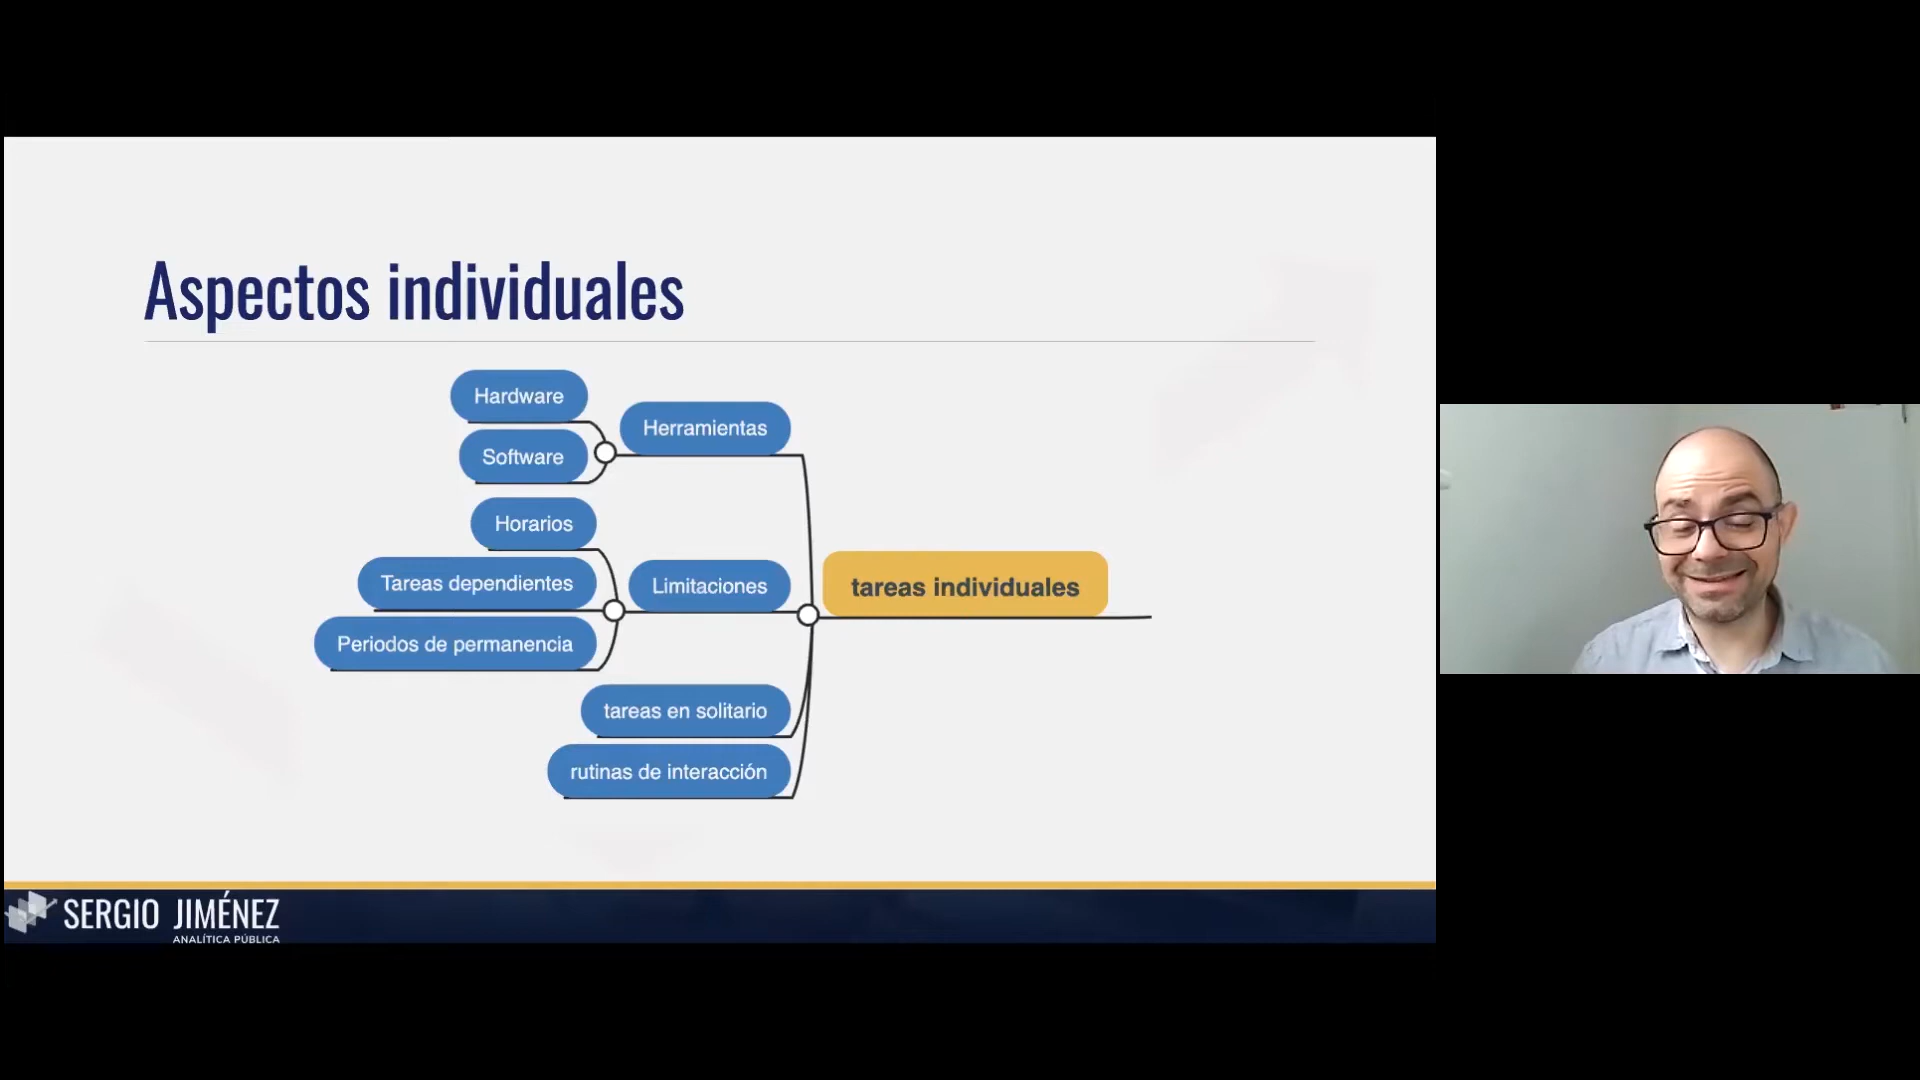 Aspectos individuales
Hardware
Herramientas
Software
Horarios
Tareas dependientes
Limitaciones
tareas individuales
Periodos de permanencia
tareas en solitario
rutinas de interacción
SERGIO JIMÉNEZ
ANALÍTICA PÚBLICA